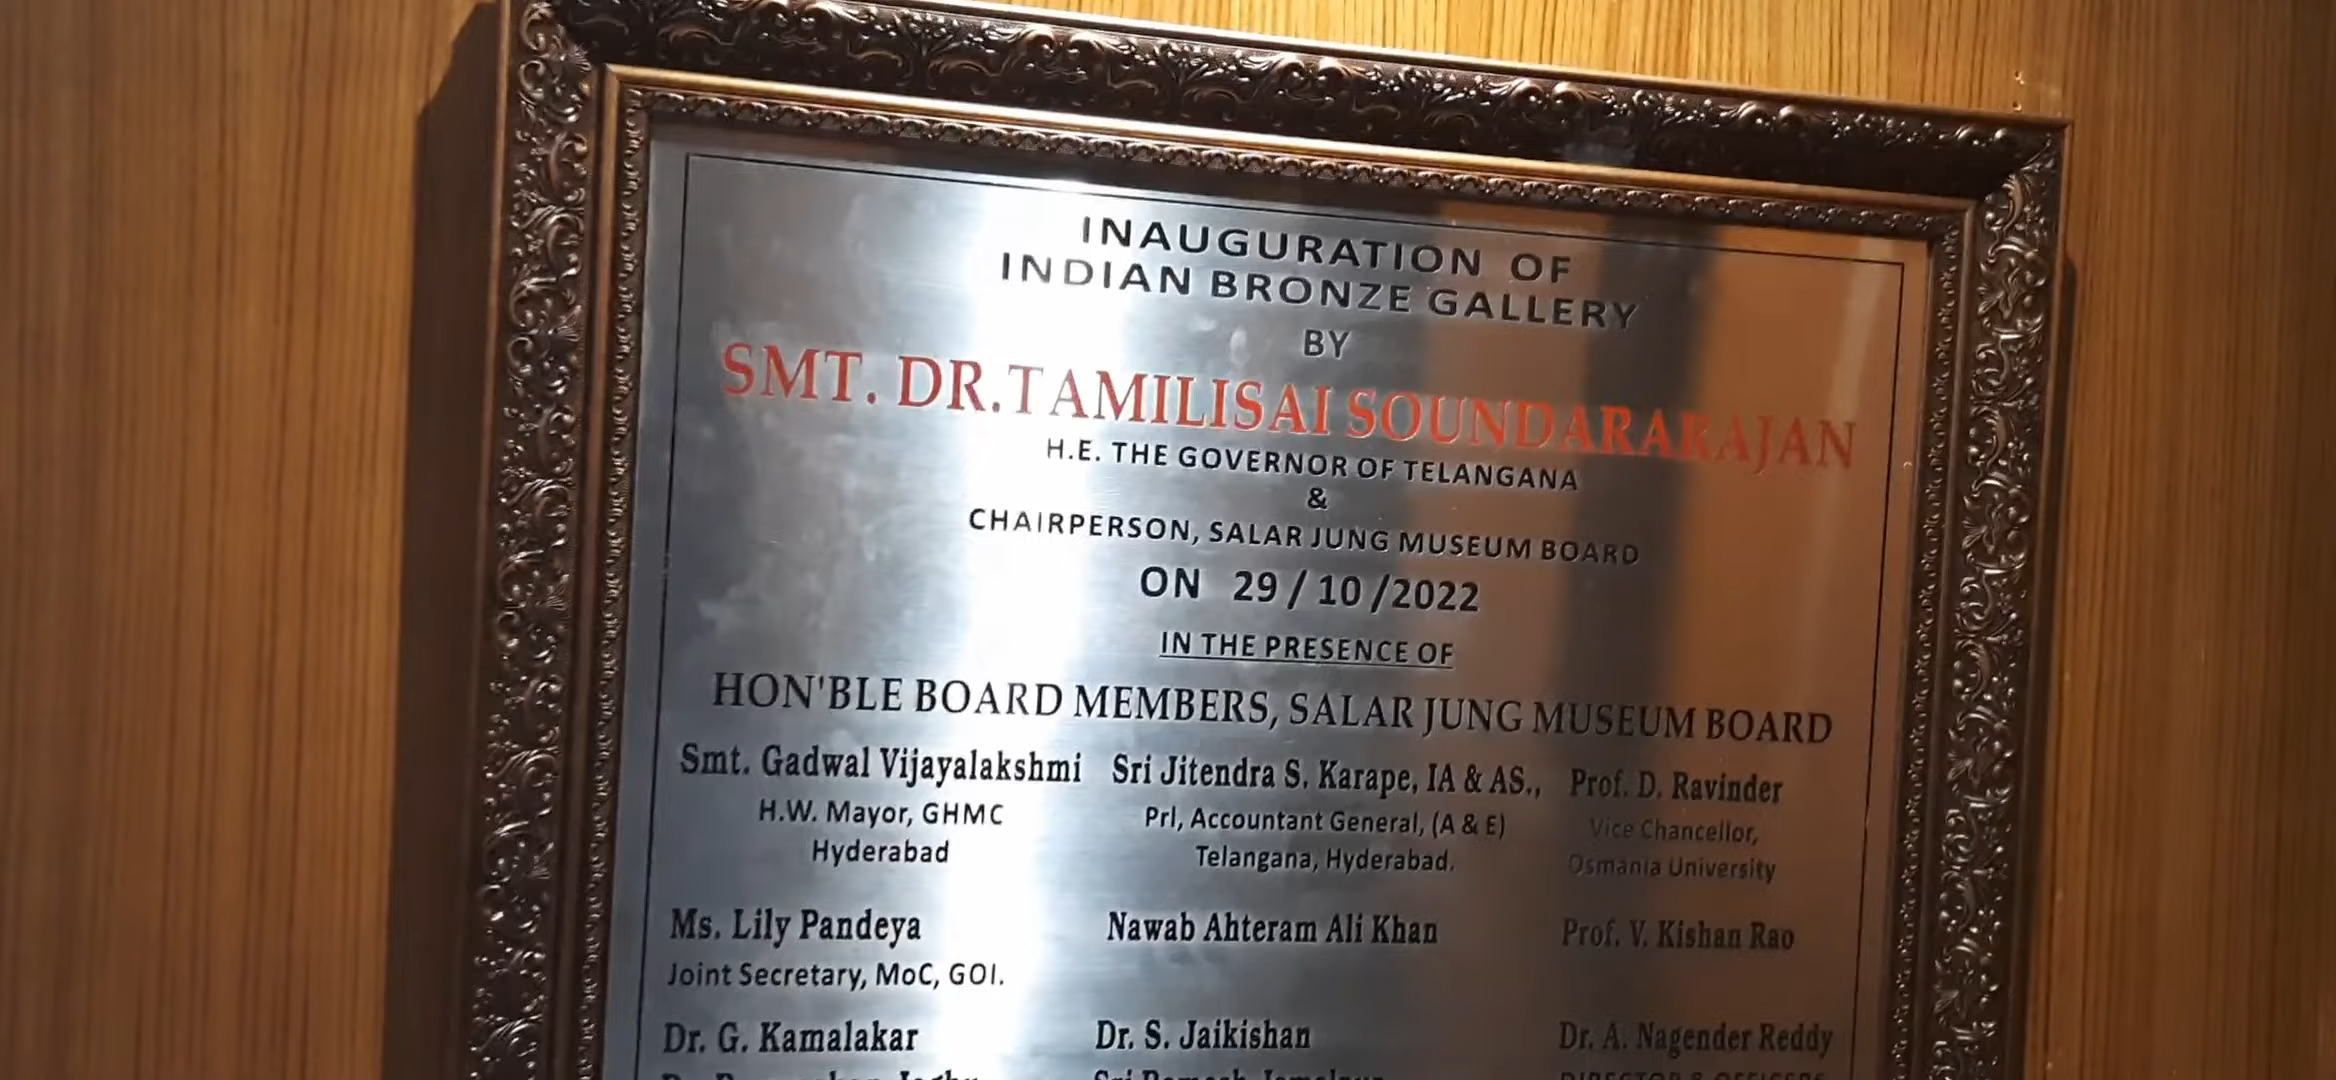 INAUGURATION OF
INDIAN BRONZE GALLERY
BY
SMT. DR.TAMILISAI SOUNDARARAJAN
H.E. THE GOVERNOR OF TELANGANA
&
CHAIRPERSON, SALAR JUNG MUSEUM BOARD
ON 29 / 10 /2022
IN THE PRESENCE OF
HON'BLE BOARD MEMBERS, SALAR JUNG MUSEUM BOARD
Smt. Gadwal Vijayalakshmi Sri Jitendra S. Karape, IA & AS., Prof. D. Ravinder
H.W. Mayor, GHMC Prl, Accountant General, (A & E) Vice Chancellor,
Hyderabad Telangana, Hyderabad. Osmania University
Ms. Lily Pandeya Nawab Ahteram Ali Khan Prof. V. Kishan Rao
Joint Secretary, MoC, GOI.
Dr. G. Kamalakar Dr. S. Jaikishan Dr. A. Nagender Reddy